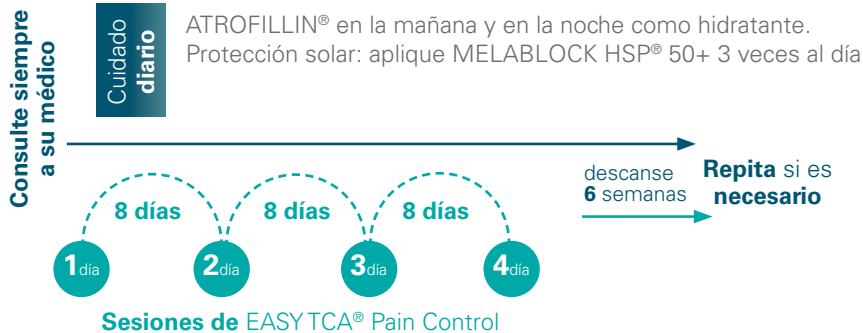 Consulte siempre
a su médico
Cuidado
diario
ATROFILLIN® en la mañana y en la noche como hidratante.
Protección solar: aplique MELABLOCK HSP® 50+ 3 veces al día
descanse
6 semanas
Repita si es
necesario
8 días
8 días
8 días
1día
2día
3día
4día
Sesiones de EASY TCA® Pain Control